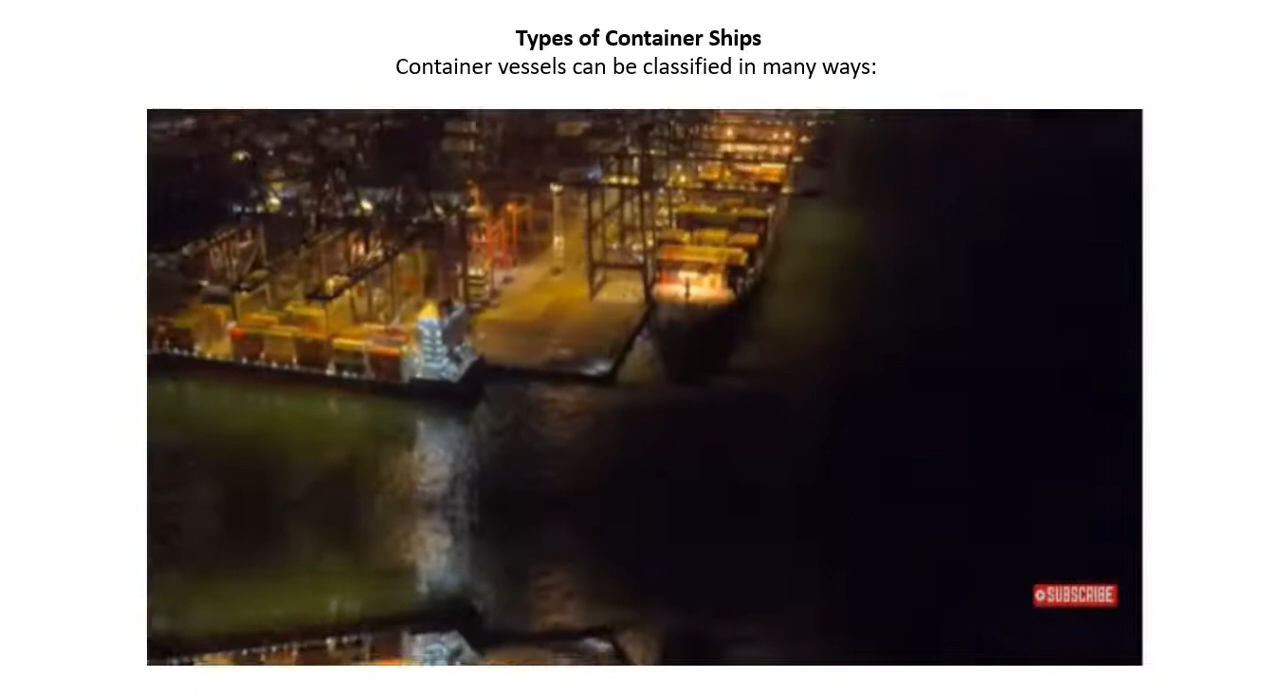 Types of Container Ships
Container vessels can be classified in many ways:
SUBSCRIBE